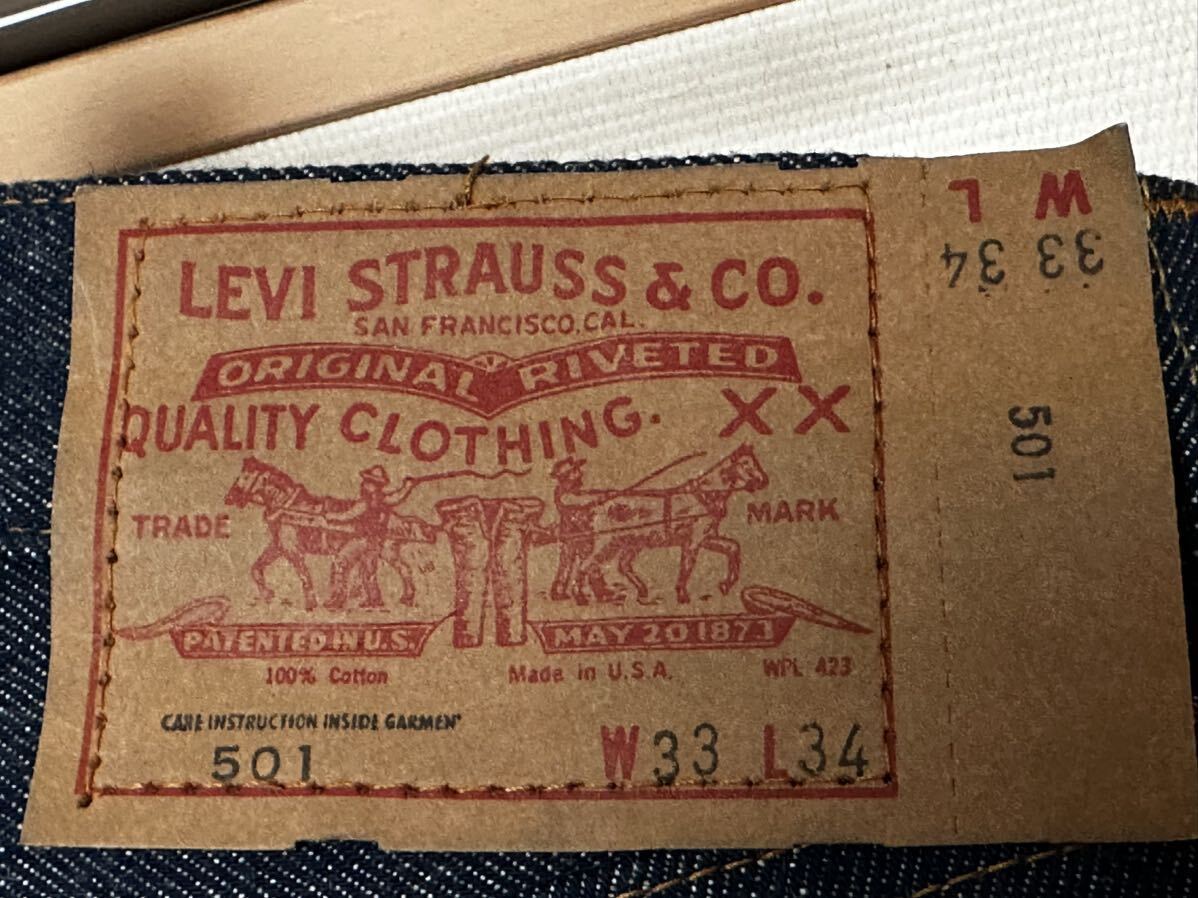 LEVI STRAUSS & CO.
SAN FRANCISCO, CAL.
ORIGINAL RIVETED
QUALITY CLOTHING. XX
TRADE MARK
PATENTED IN U.S. MAY 20 1873
100% Cotton Made in U.S.A. WPL 423
CARE INSTRUCTION INSIDE GARMENT
501 W33 L34
W L
33 34
501